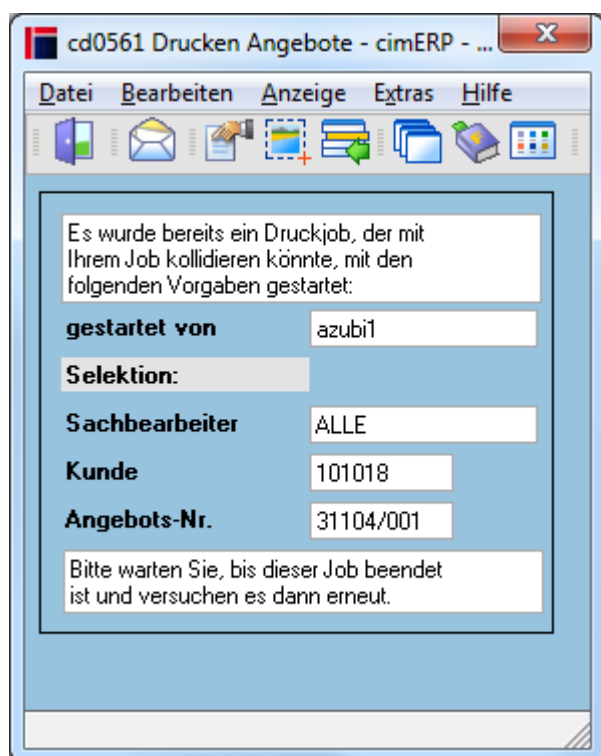 cd0561 Drucken Angebote - cimERP - ...
Datei Bearbeiten Anzeige Extras Hilfe
Es wurde bereits ein Druckjob, der mit
Ihrem Job kollidieren könnte, mit den
folgenden Vorgaben gestartet:
gestartet von azubi1
Selektion:
Sachbearbeiter ALLE
Kunde 101018
Angebots-Nr. 31104/001
Bitte warten Sie, bis dieser Job beendet
ist und versuchen es dann erneut.